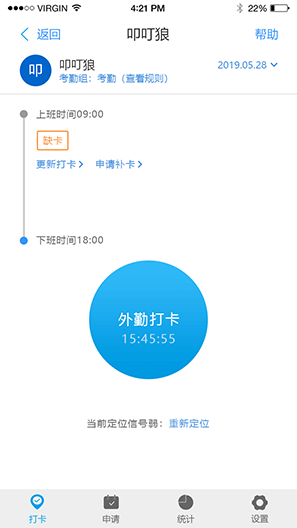 VIRGIN 4:21 PM 22%
返回 叩叮狼 帮助
叩 叩叮狼 2019.05.28
考勤组：考勤（查看规则）
上班时间09:00
缺卡
更新打卡 申请补卡
下班时间18:00
外勤打卡
15:45:55
当前定位信号弱：重新定位
打卡 申请 统计 设置